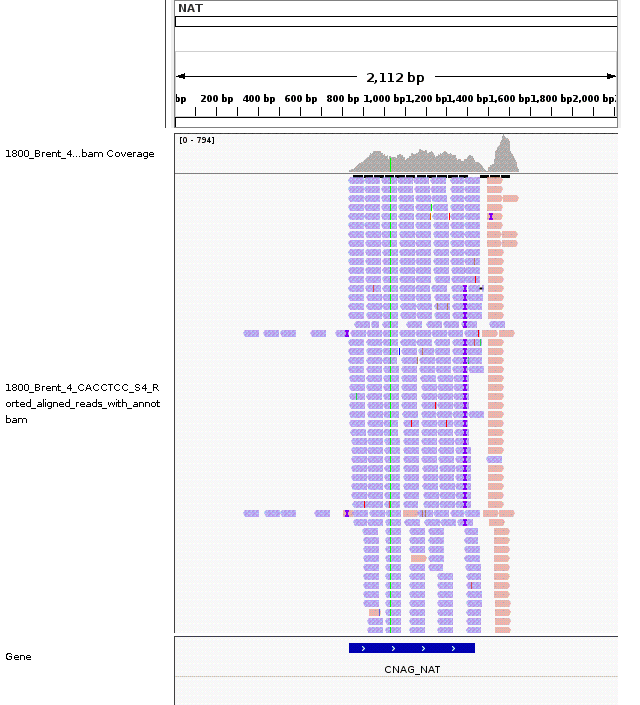 NAT
2,112 bp
bp 200 bp 400 bp 600 bp 800 bp 1,000 bp 1,200 bp 1,400 bp 1,600 bp 1,800 bp 2,000 bp
[0 - 794]
1800_Brent_4...bam Coverage
1800_Brent_4_CACCTCC_S4_R
orted_aligned_reads_with_annot
bam
Gene
CNAG_NAT